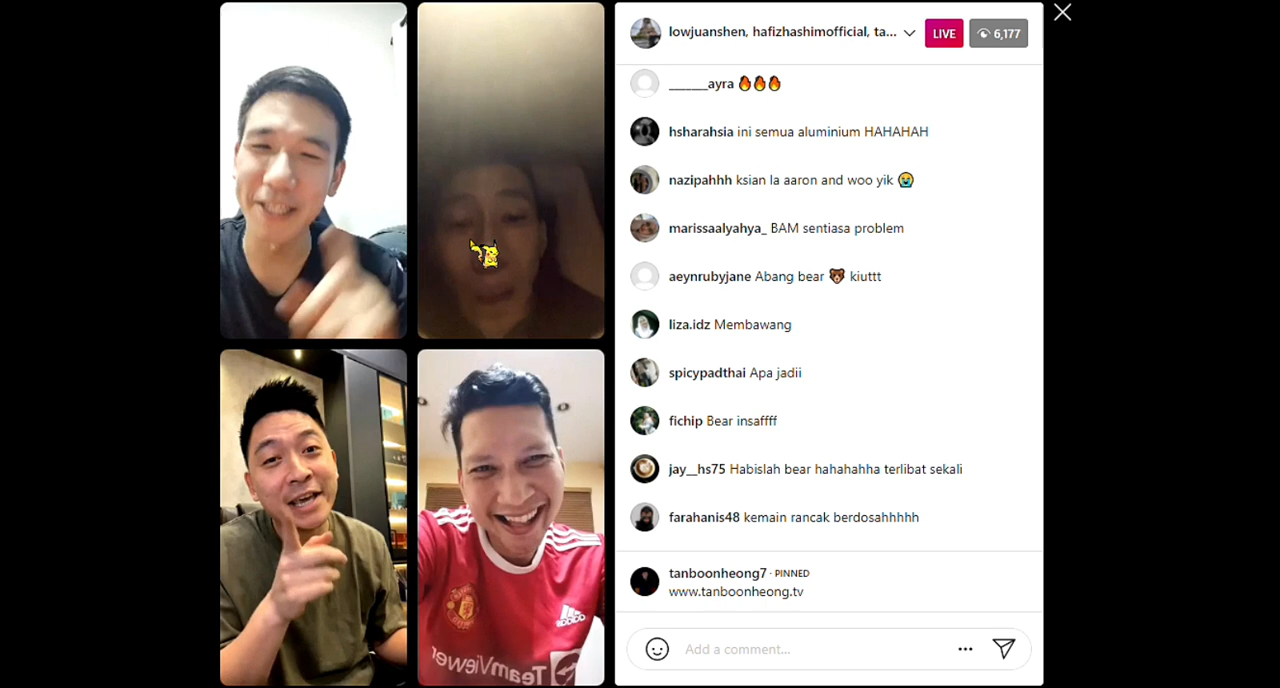 lowjuanshen, hafizhashimofficial, ta...
LIVE
6,177
______ayra 🔥🔥🔥
hsharahsia ini semua aluminium HAHAHAH
nazipahhh ksian la aaron and woo yik 😭
marissaalyahya_ BAM sentiasa problem
aeynrubyjane Abang bear 🐻 kiuttt
liza.idz Membawang
spicypadthai Apa jadii
fichip Bear insaffff
jay__hs75 Habislah bear hahahahha terlibat sekali
farahanis48 kemain rancak berdosahhhhh
tanboonheong7 · PINNED
www.tanboonheong.tv
Add a comment...
adidas
TeamViewer